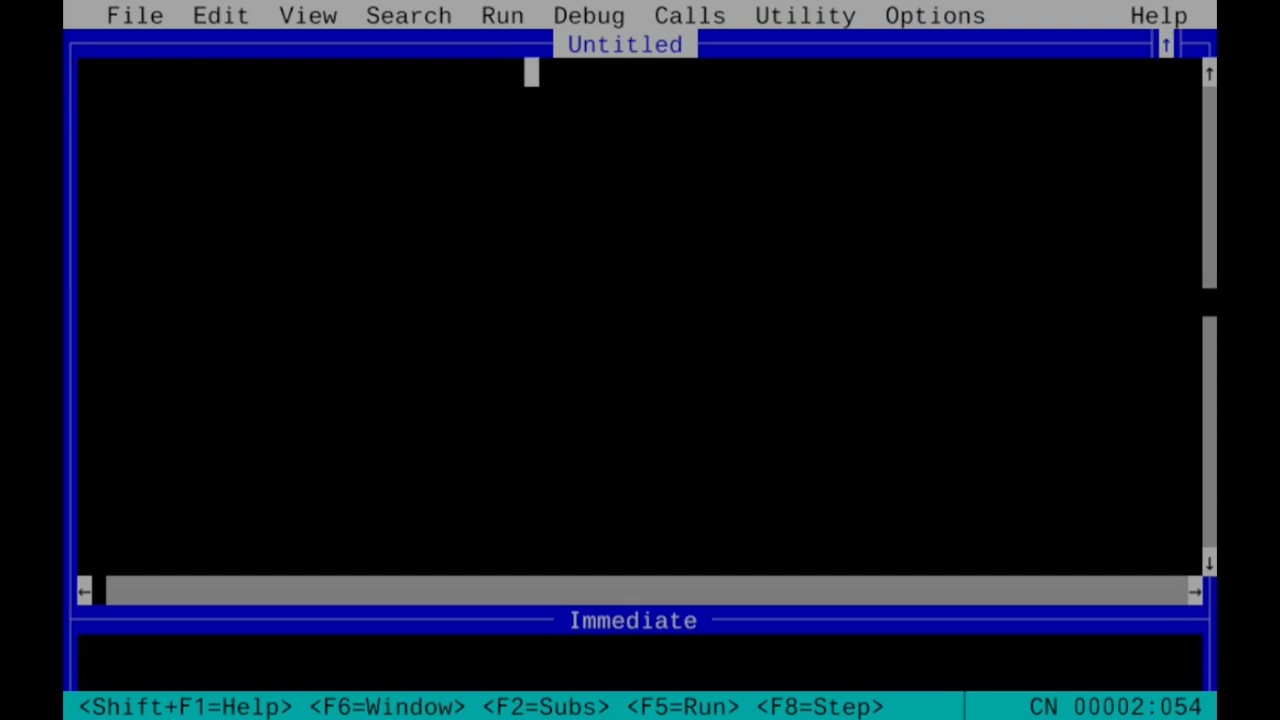 File Edit View Search Run Debug Calls Utility Options Help
Untitled
↑
↑
↓
← →
Immediate
<Shift+F1=Help> <F6=Window> <F2=Subs> <F5=Run> <F8=Step> CN 00002:054